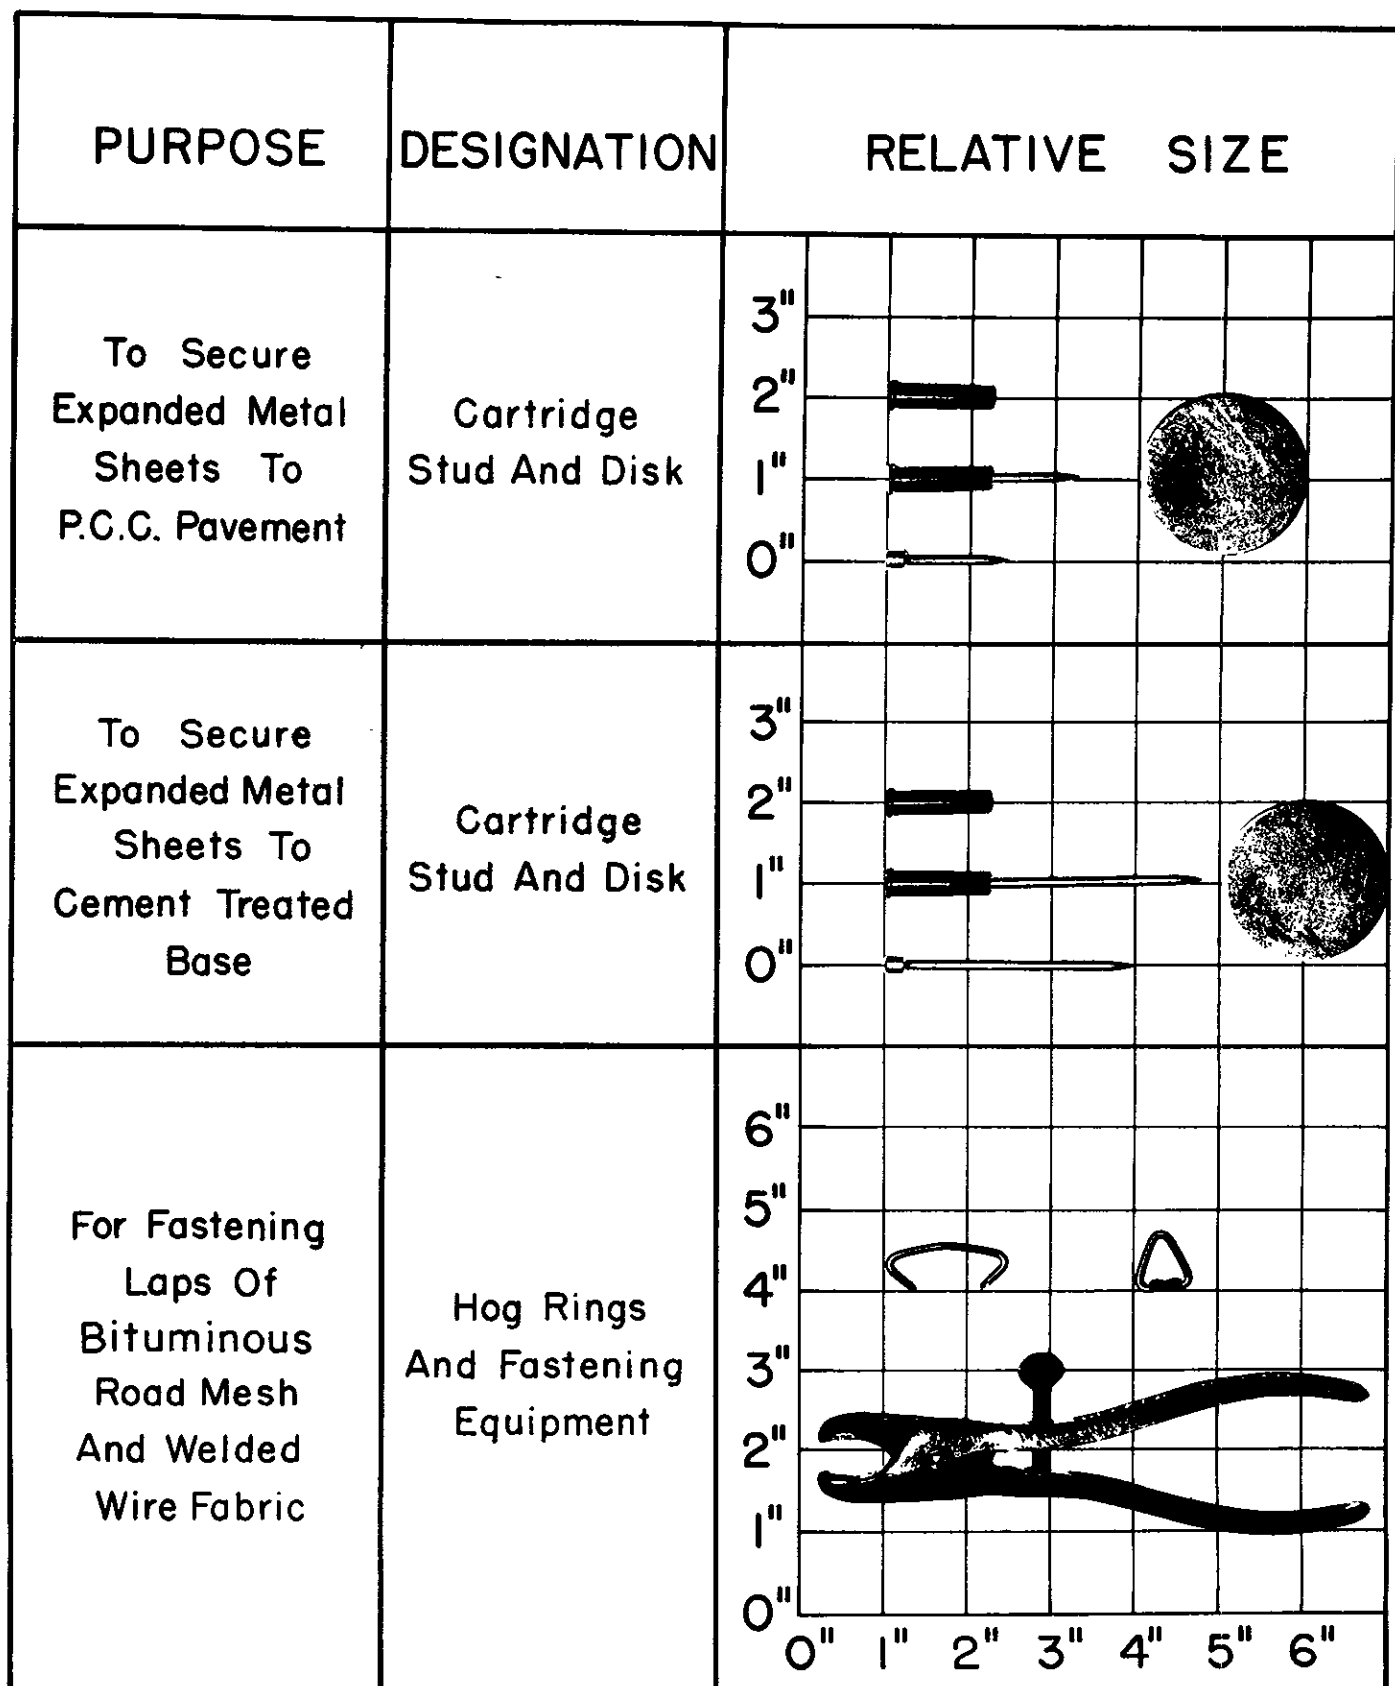 PURPOSE
DESIGNATION
RELATIVE SIZE
To Secure
Expanded Metal
Sheets To
P.C.C. Pavement
Cartridge
Stud And Disk
3"
2"
1"
0"
To Secure
Expanded Metal
Sheets To
Cement Treated
Base
Cartridge
Stud And Disk
3"
2"
1"
0"
For Fastening
Laps Of
Bituminous
Road Mesh
And Welded
Wire Fabric
Hog Rings
And Fastening
Equipment
6"
5"
4"
3"
2"
1"
0"
0" 1" 2" 3" 4" 5" 6"